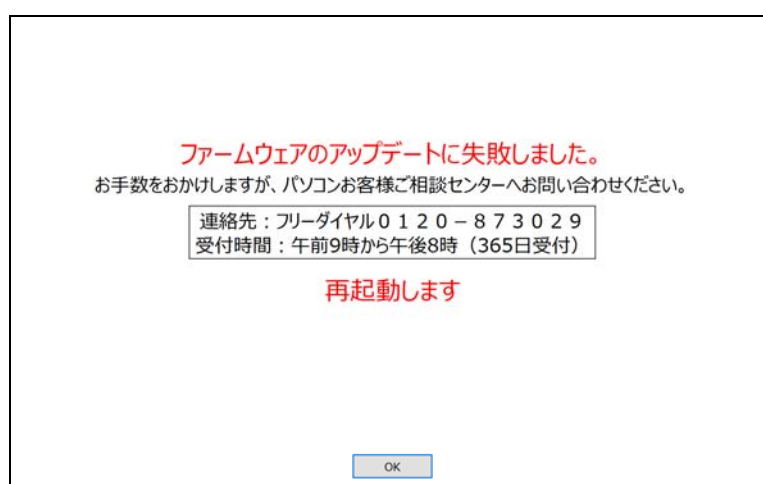 ファームウェアのアップデートに失敗しました。
お手数をおかけしますが、パソコンお客様ご相談センターへお問い合わせください。
連絡先：フリーダイヤル０１２０－８７３０２９
受付時間：午前9時から午後8時（365日受付）
再起動します
OK